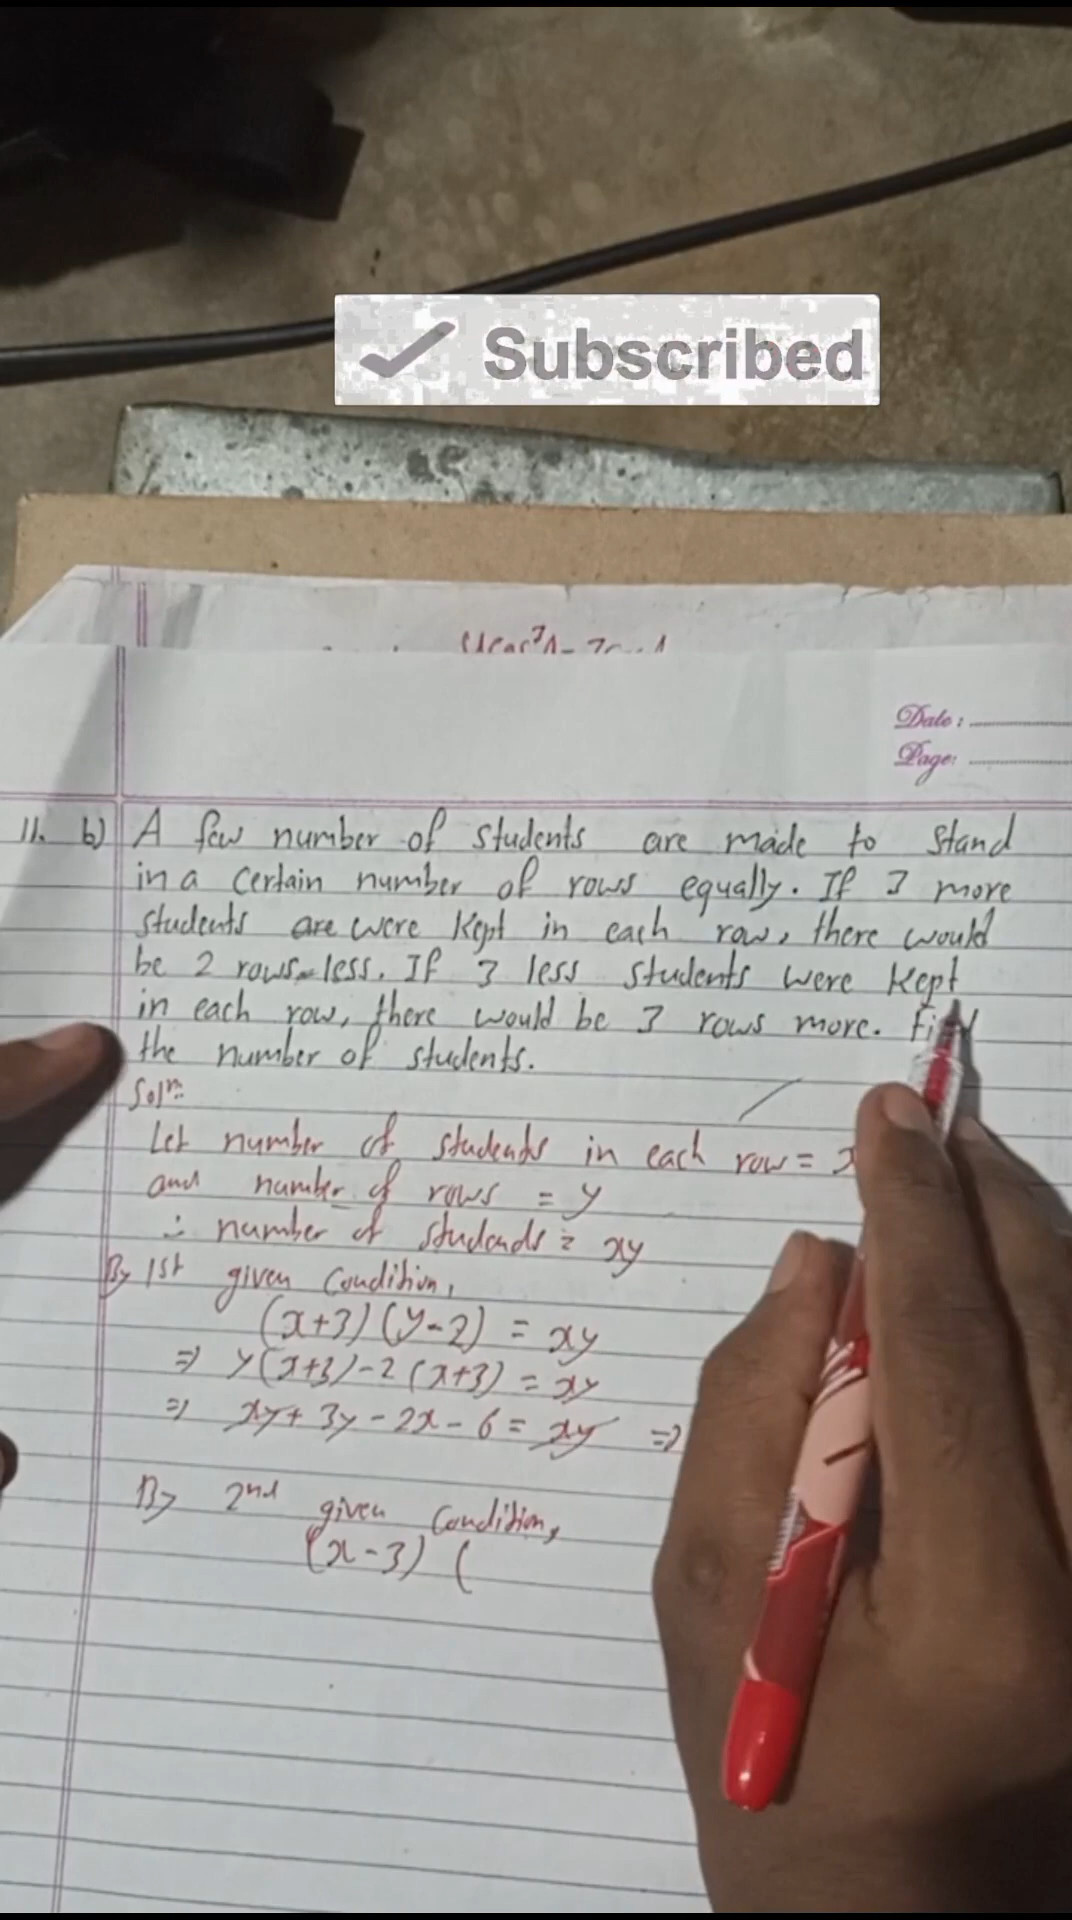 Subscribed
Date:
Page:
11. b) A few number of students are made to stand
in a certain number of rows equally. If 3 more
students are were kept in each row, there would
be 2 rows less. If 3 less students were kept
in each row, there would be 3 rows more. Find
the number of students.
Solⁿ:
Let number of students in each row = x
and number of rows = y
∴ number of students = xy
By 1st given condition,
(x+3) (y-2) = xy
⇒ y(x+3)-2(x+3) = xy
⇒ xy + 3y - 2x - 6 = xy ⇒
By 2nd given condition,
(x-3) (